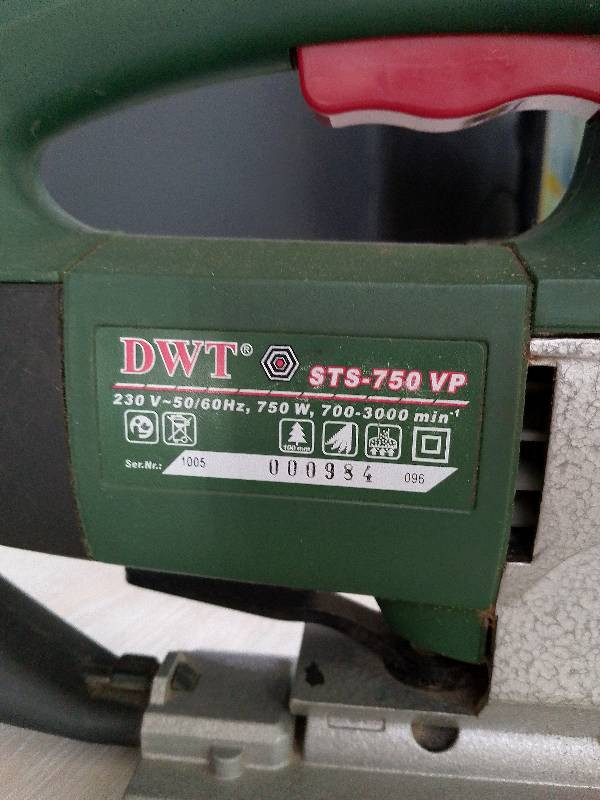 DWT®
STS-750 VP
230 V~50/60Hz, 750 W, 700-3000 min⁻¹
100 mm
Ser.Nr.: 1005 000984 096